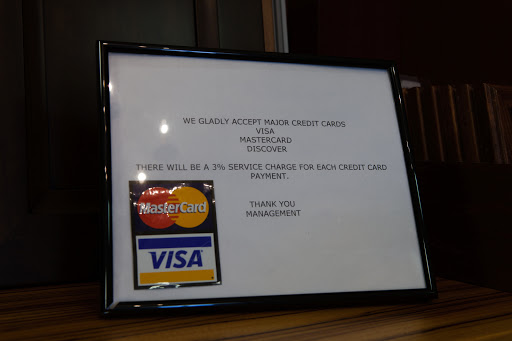 WE GLADLY ACCEPT MAJOR CREDIT CARDS
VISA
MASTERCARD
DISCOVER
THERE WILL BE A 3% SERVICE CHARGE FOR EACH CREDIT CARD
PAYMENT.
THANK YOU
MANAGEMENT
MasterCard
VISA